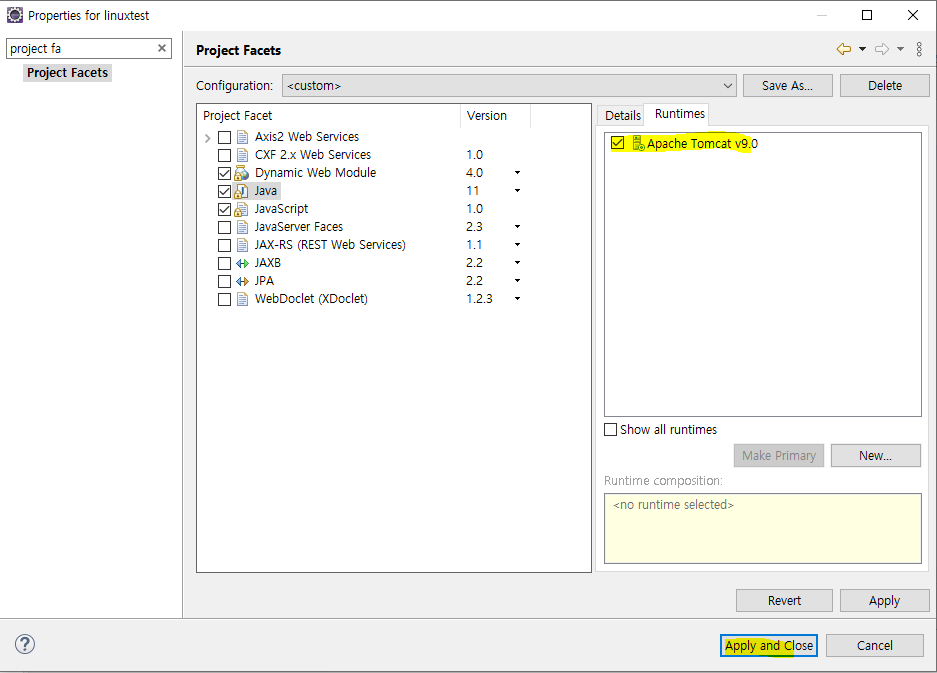 Properties for linuxtest
project fa
Project Facets
Project Facets
Configuration: <custom> Save As... Delete
Project Facet Version
Axis2 Web Services
CXF 2.x Web Services 1.0
Dynamic Web Module 4.0
Java 11
JavaScript 1.0
JavaServer Faces 2.3
JAX-RS (REST Web Services) 1.1
JAXB 2.2
JPA 2.2
WebDoclet (XDoclet) 1.2.3
Details Runtimes
Apache Tomcat v9.0
Show all runtimes
Make Primary New...
Runtime composition:
<no runtime selected>
Revert Apply
Apply and Close Cancel